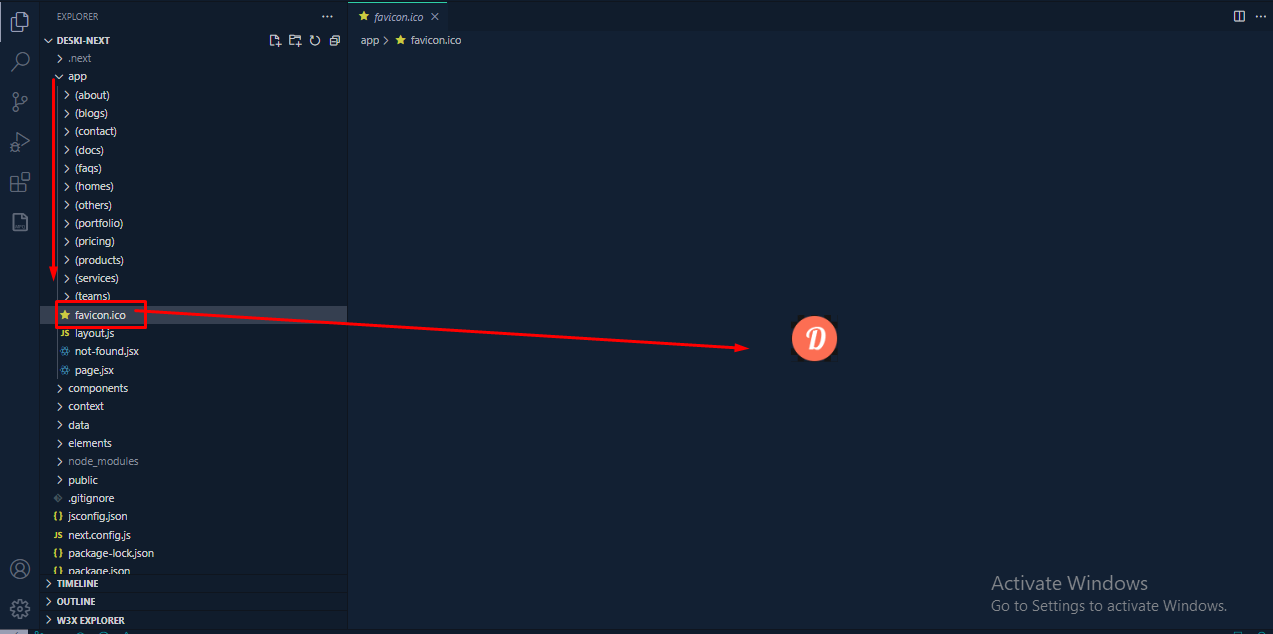 EXPLORER
DESKI-NEXT
.next
app
(about)
(blogs)
(contact)
(docs)
(faqs)
(homes)
(others)
(portfolio)
(pricing)
(products)
(services)
(teams)
favicon.ico
JS layout.js
not-found.jsx
page.jsx
components
context
data
elements
node_modules
public
.gitignore
{} jsconfig.json
JS next.config.js
{} package-lock.json
{} package.json
TIMELINE
OUTLINE
W3X EXPLORER
favicon.ico
app > favicon.ico
D
Activate Windows
Go to Settings to activate Windows.